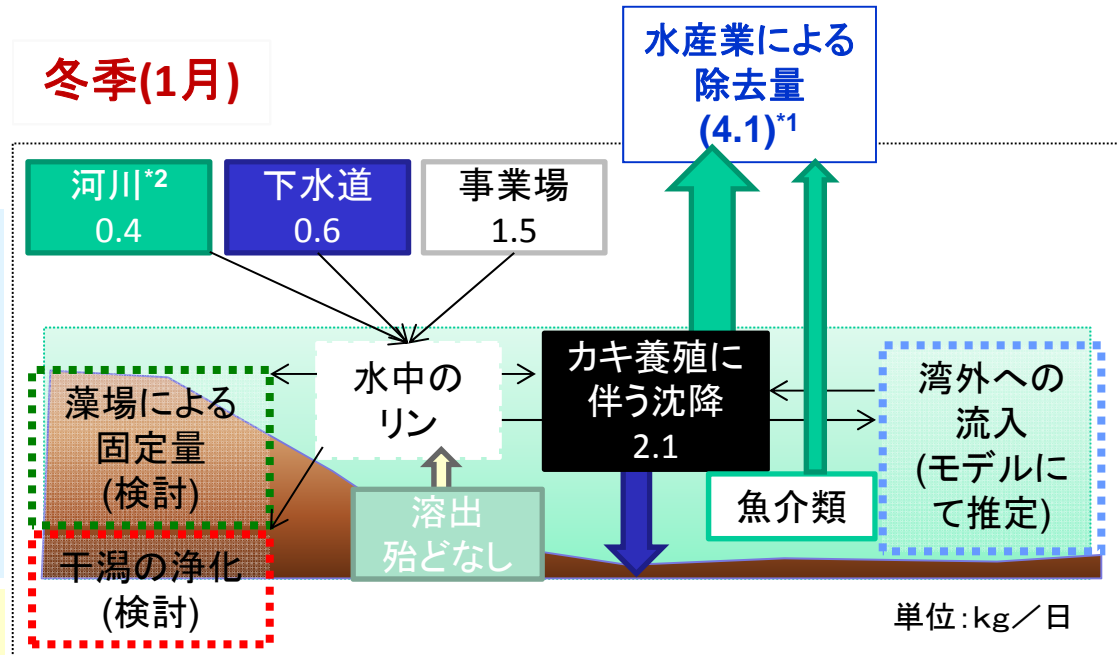 冬季(1月)
水産業による
除去量
(4.1)*1
河川*2
0.4
下水道
0.6
事業場
1.5
水中の
リン
カキ養殖に
伴う沈降
2.1
湾外への
流入
(モデルに
て推定)
藻場による
固定量
(検討)
溶出
殆どなし
魚介類
干潟の浄化
(検討)
単位:kg/日